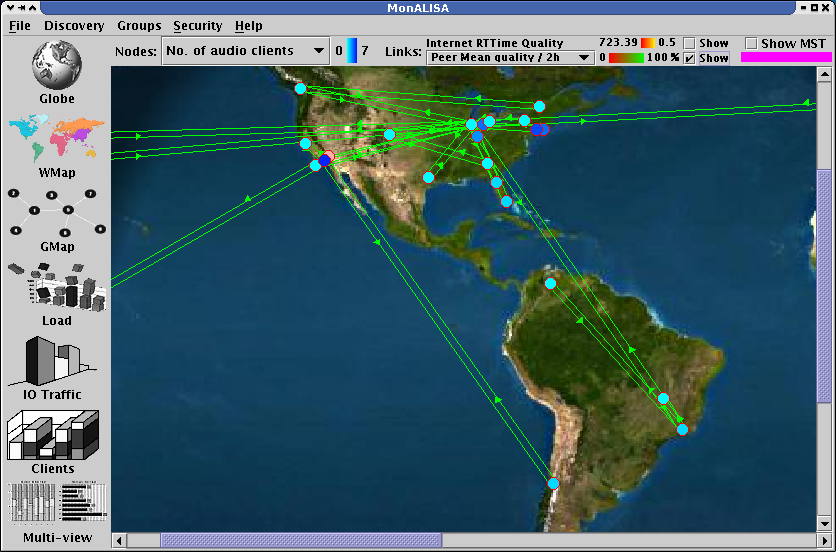 MonALISA
File Discovery Groups Security Help
Nodes: No. of audio clients 0 7 Links: Internet RTTime Quality 723.39 0.5 Show Show MST
Peer Mean quality / 2h 0 100 % Show
Globe
WMap
GMap
Load
IO Traffic
Clients
Multi-view